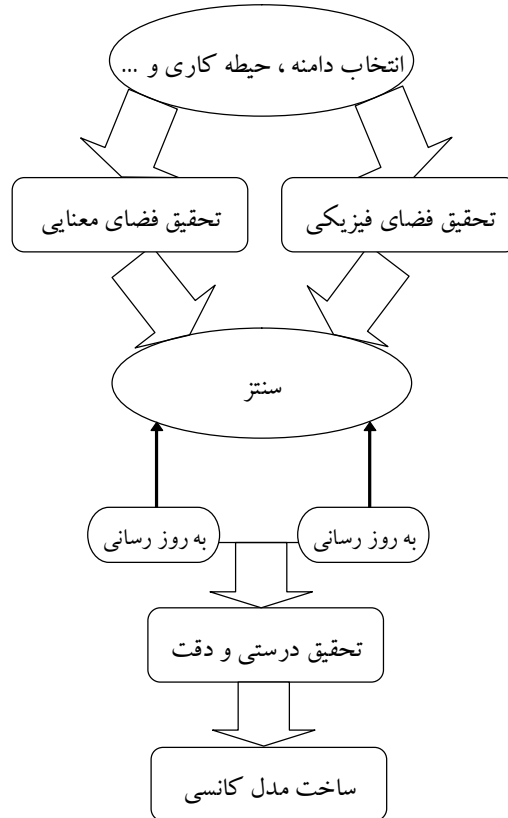 انتخاب دامنه ، حیطه کاری و ...
تحقیق فضای فیزیکی
تحقیق فضای معنایی
سنتز
به روز رسانی
به روز رسانی
تحقیق درستی و دقت
ساخت مدل کانسی